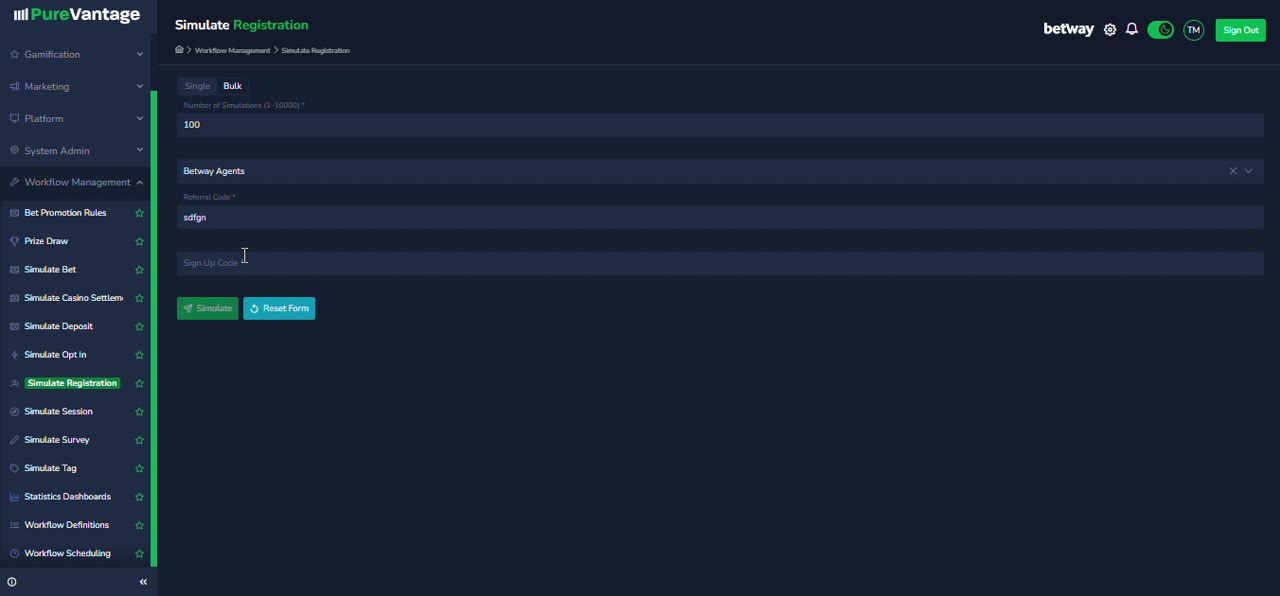 PureVantage
Simulate Registration
Workflow Management > Simulate Registration
betway
TM
Sign Out
Gamification
Marketing
Platform
System Admin
Workflow Management
Bet Promotion Rules
Prize Draw
Simulate Bet
Simulate Casino Settlem
Simulate Deposit
Simulate Opt In
Simulate Registration
Simulate Session
Simulate Survey
Simulate Tag
Statistics Dashboards
Workflow Definitions
Workflow Scheduling
Single Bulk
Number of Simulations (1-10000) *
100
Betway Agents
Referral Code *
sdfgn
Sign Up Code
Simulate Reset Form